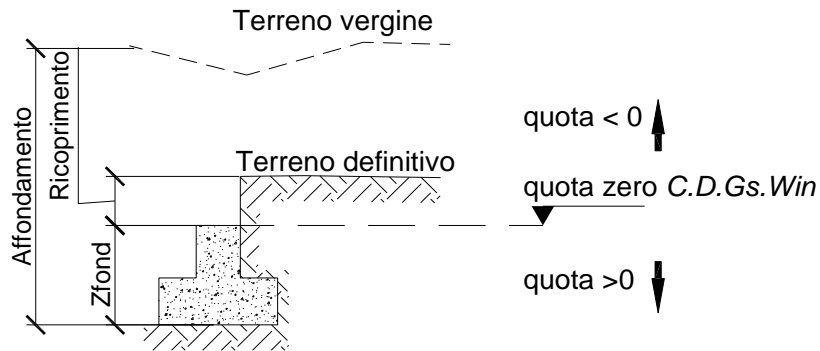 Terreno vergine
Affondamento
Ricoprimento
quota < 0
Terreno definitivo
quota zero C.D.Gs.Win
Zfond
quota >0